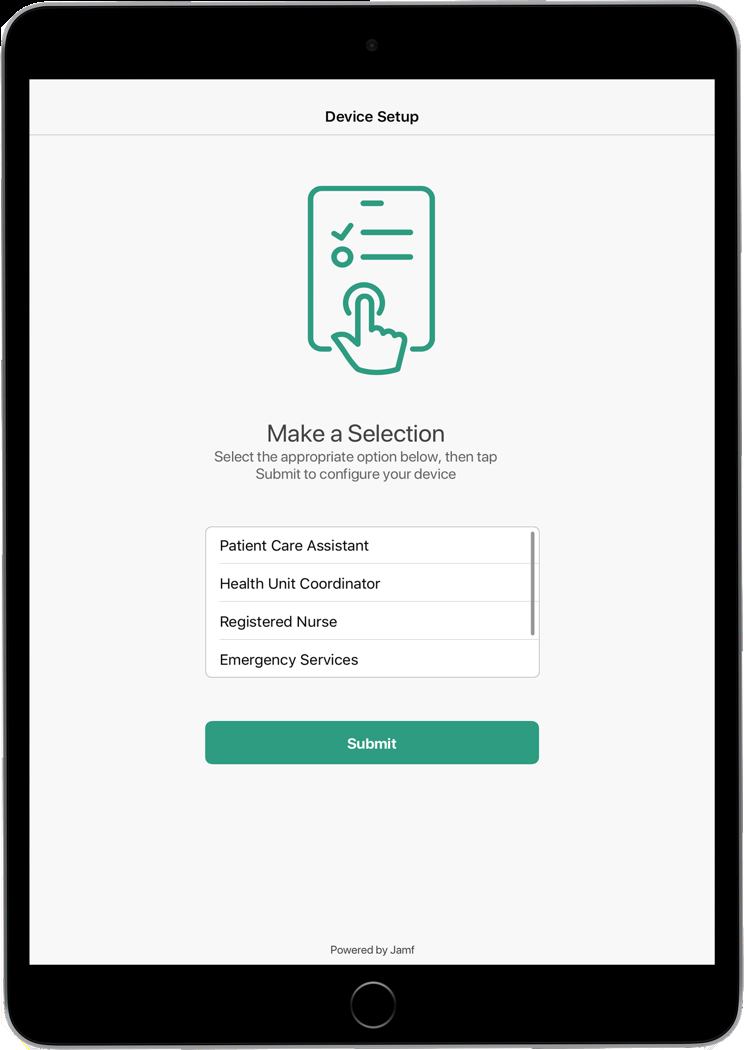 Device Setup
Make a Selection
Select the appropriate option below, then tap
Submit to configure your device
Patient Care Assistant
Health Unit Coordinator
Registered Nurse
Emergency Services
Submit
Powered by Jamf